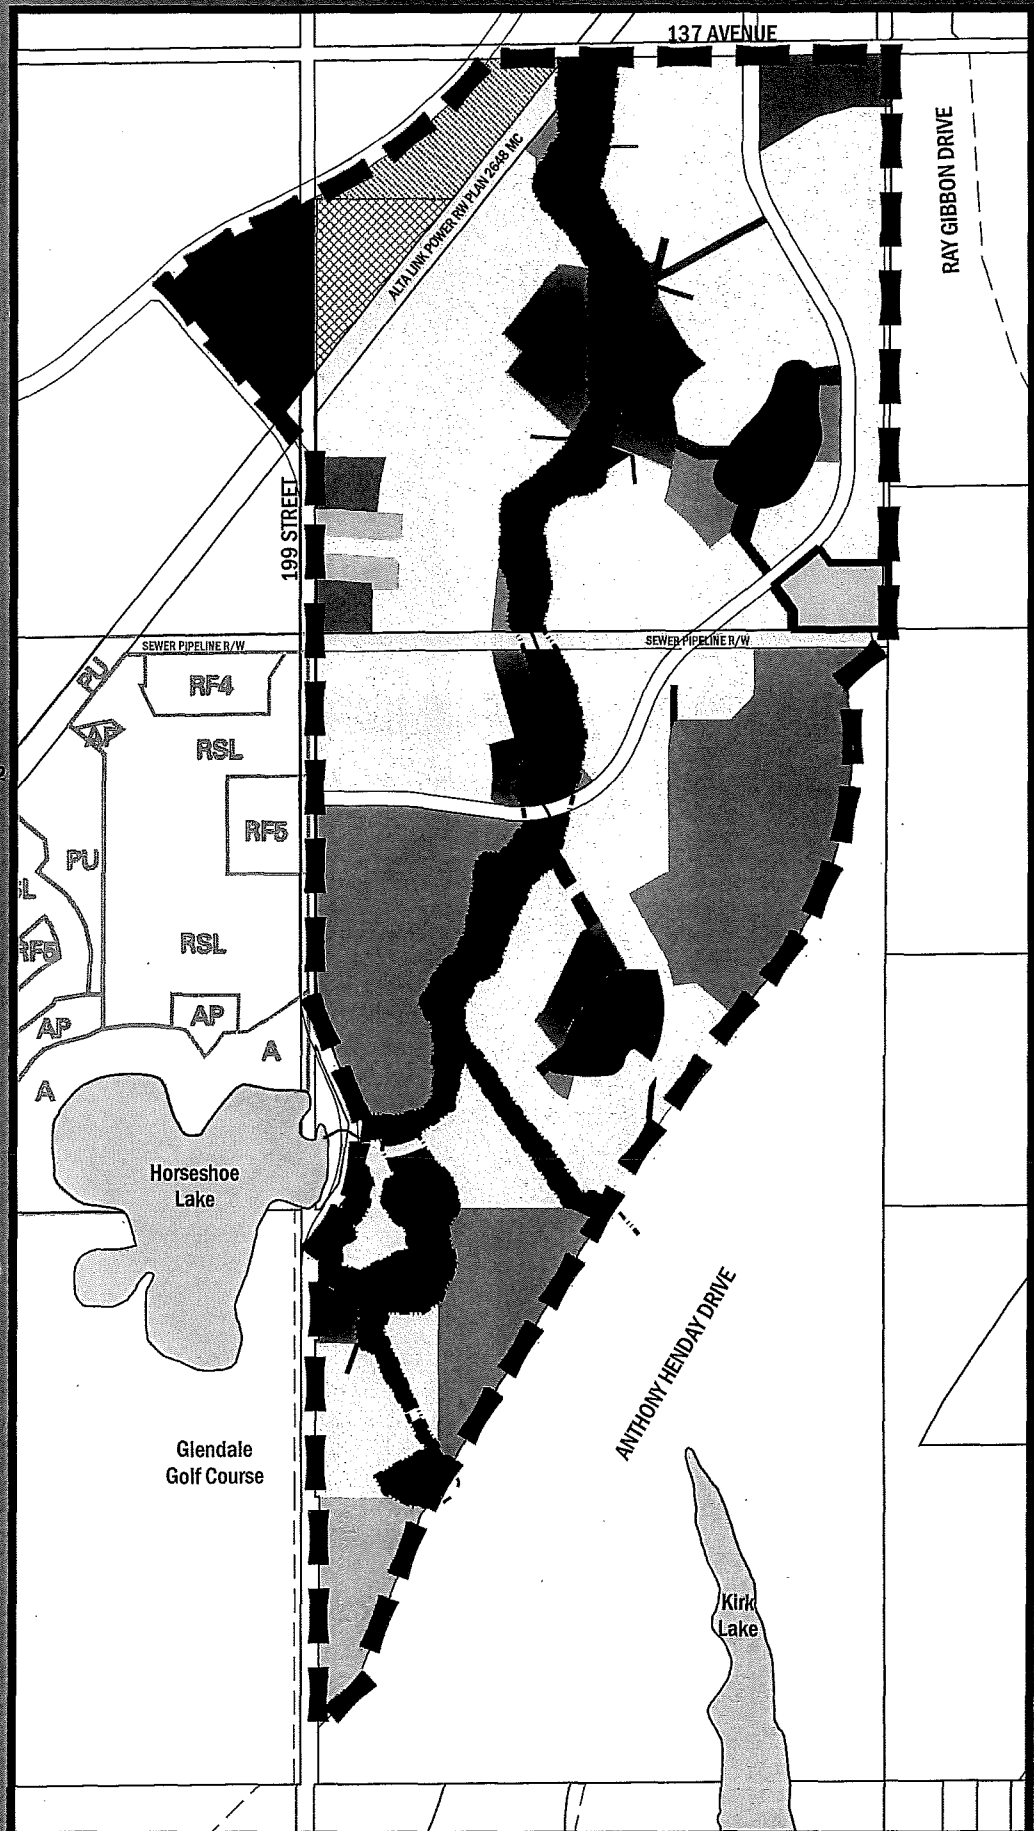 137 AVENUE
RAY GIBBON DRIVE
ALTA LINK POWER RW PLAN 2648 MC
199 STREET
SEWER PIPELINE R/W
SEWER PIPELINE R/W
PU
RF4
AP
RSL
RF5
PU
RF5
RSL
AP
AP
A
A
Horseshoe
Lake
ANTHONY HENDAY DRIVE
Glendale
Golf Course
Kirk
Lake